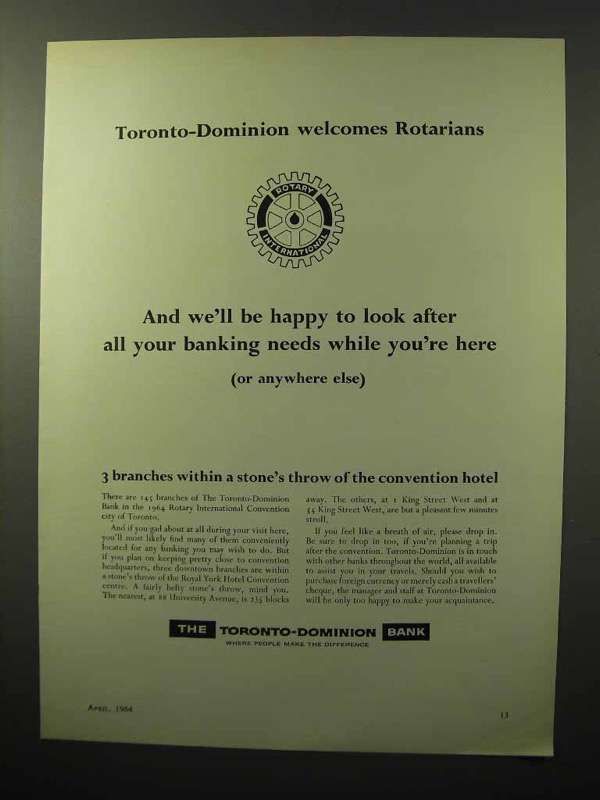 Toronto-Dominion welcomes Rotarians
ROTARY
INTERNATIONAL
And we'll be happy to look after
all your banking needs while you're here
(or anywhere else)
3 branches within a stone's throw of the convention hotel
There are 145 branches of The Toronto-Dominion
Bank in the 1964 Rotary International Convention
city of Toronto.
And if you gad about at all during your visit here,
you'll most likely find many of them conveniently
located for any banking you may wish to do. But
if you plan on keeping pretty close to convention
headquarters, three downtown branches are within
a stone's throw of the Royal York Hotel Convention
centre. A fairly hefty stone's throw, mind you.
The nearest, at 88 University Avenue, is 2½ blocks
away. The others, at 1 King Street West and at
55 King Street West, are but a pleasant few minutes
stroll.
If you feel like a breath of air, please drop in.
Be sure to drop in too, if you're planning a trip
after the convention. Toronto-Dominion is in touch
with other banks throughout the world, all available
to assist you in your travels. Should you wish to
purchase foreign currency or merely cash a travellers'
cheque, the manager and staff at Toronto-Dominion
will be only too happy to make your acquaintance.
THE TORONTO-DOMINION BANK
WHERE PEOPLE MAKE THE DIFFERENCE
APRIL, 1964
13